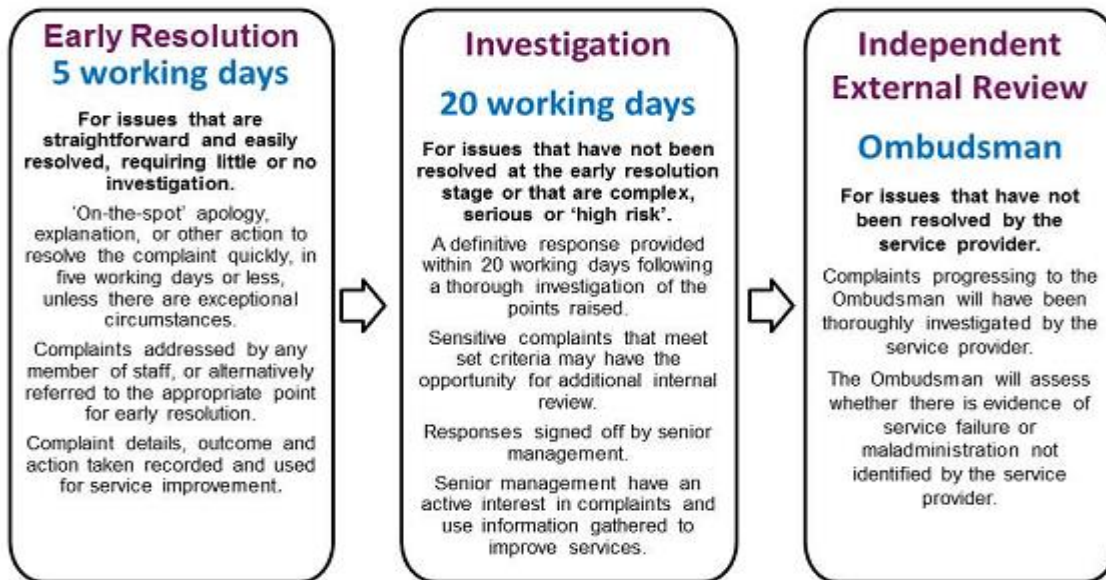 Early Resolution
5 working days
For issues that are
straightforward and easily
resolved, requiring little or no
investigation.
‘On-the-spot’ apology,
explanation, or other action to
resolve the complaint quickly, in
five working days or less,
unless there are exceptional
circumstances.
Complaints addressed by any
member of staff, or alternatively
referred to the appropriate point
for early resolution.
Complaint details, outcome and
action taken recorded and used
for service improvement.
Investigation
20 working days
For issues that have not been
resolved at the early resolution
stage or that are complex,
serious or ‘high risk’.
A definitive response provided
within 20 working days following
a thorough investigation of the
points raised.
Sensitive complaints that meet
set criteria may have the
opportunity for additional internal
review.
Responses signed off by senior
management.
Senior management have an
active interest in complaints and
use information gathered to
improve services.
Independent
External Review
Ombudsman
For issues that have not
been resolved by the
service provider.
Complaints progressing to the
Ombudsman will have been
thoroughly investigated by the
service provider.
The Ombudsman will assess
whether there is evidence of
service failure or
maladministration not
identified by the service
provider.